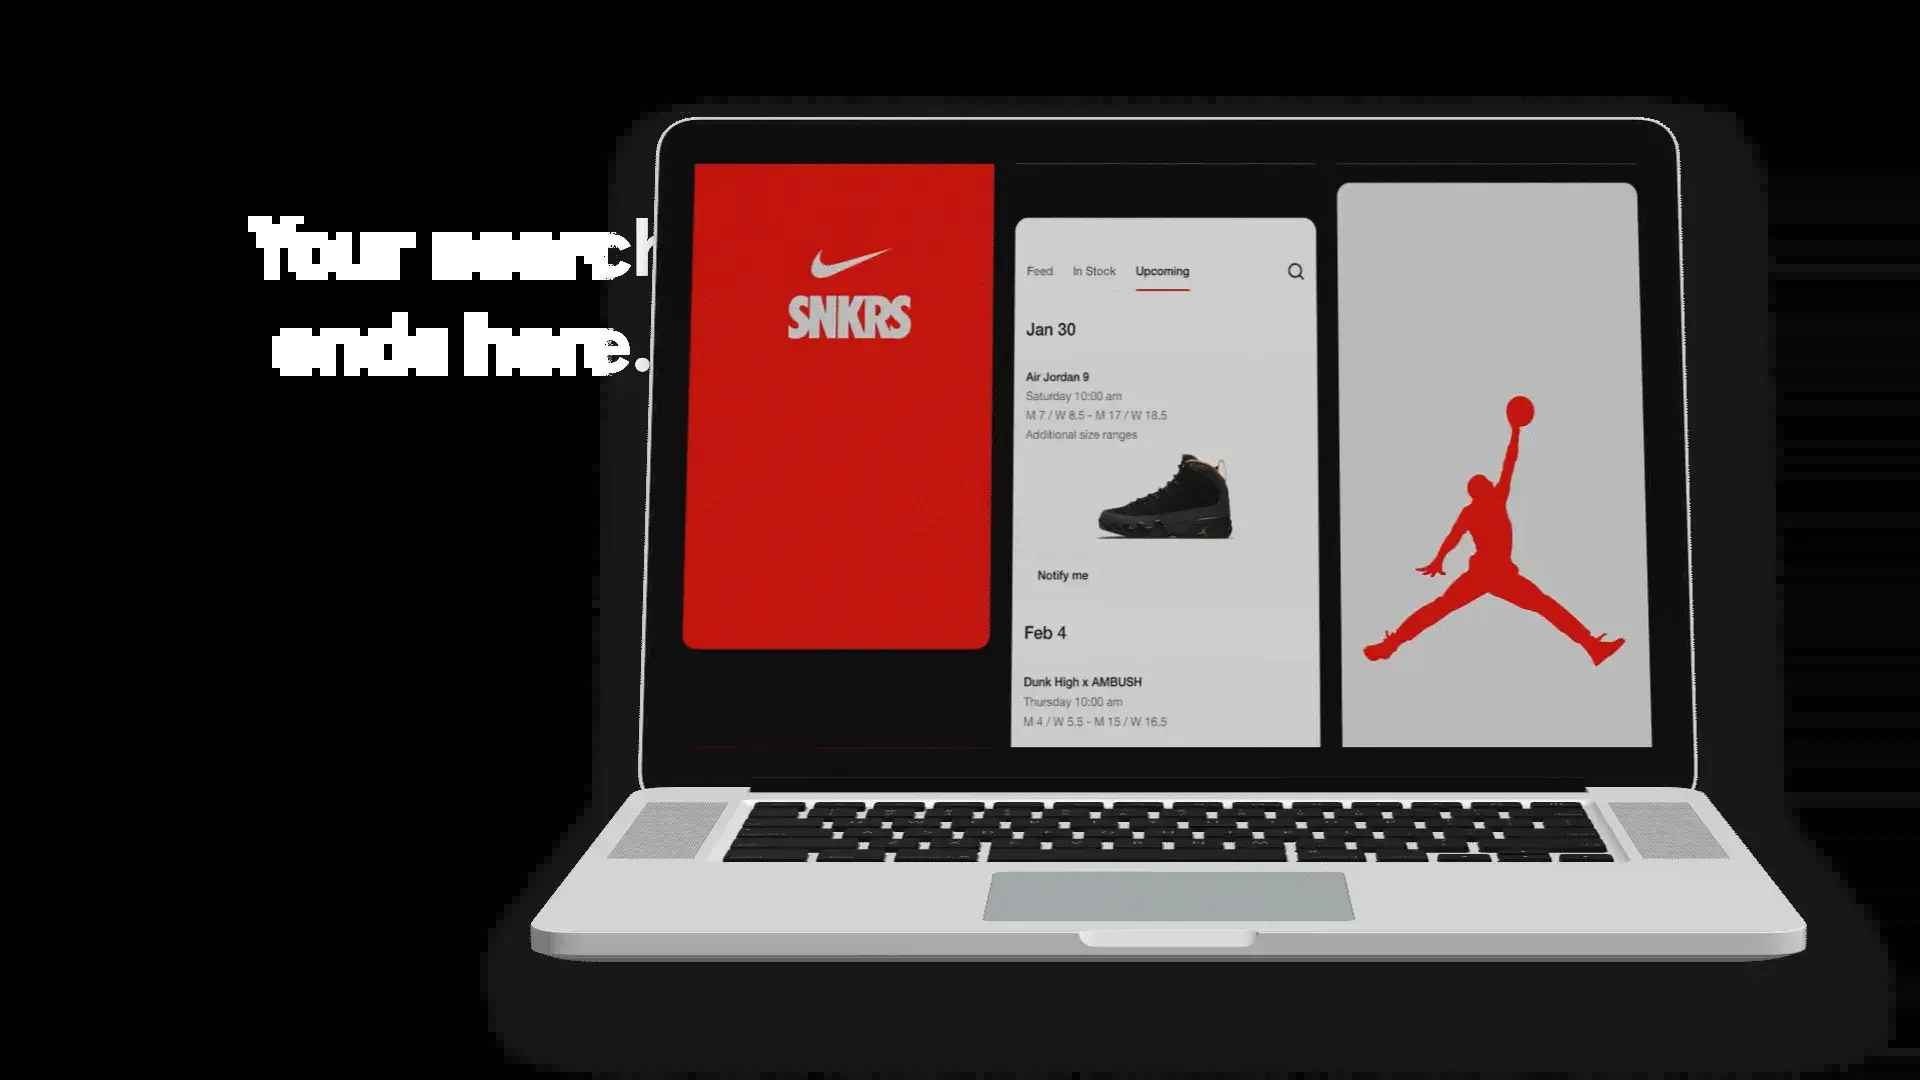 Your search
ends here.
SNKRS
Feed In Stock Upcoming
Jan 30
Air Jordan 9
Saturday 10:00 am
M 7 / W 8.5 - M 17 / W 18.5
Additional size ranges
Notify me
Feb 4
Dunk High x AMBUSH
Thursday 10:00 am
M 4 / W 5.5 - M 15 / W 16.5